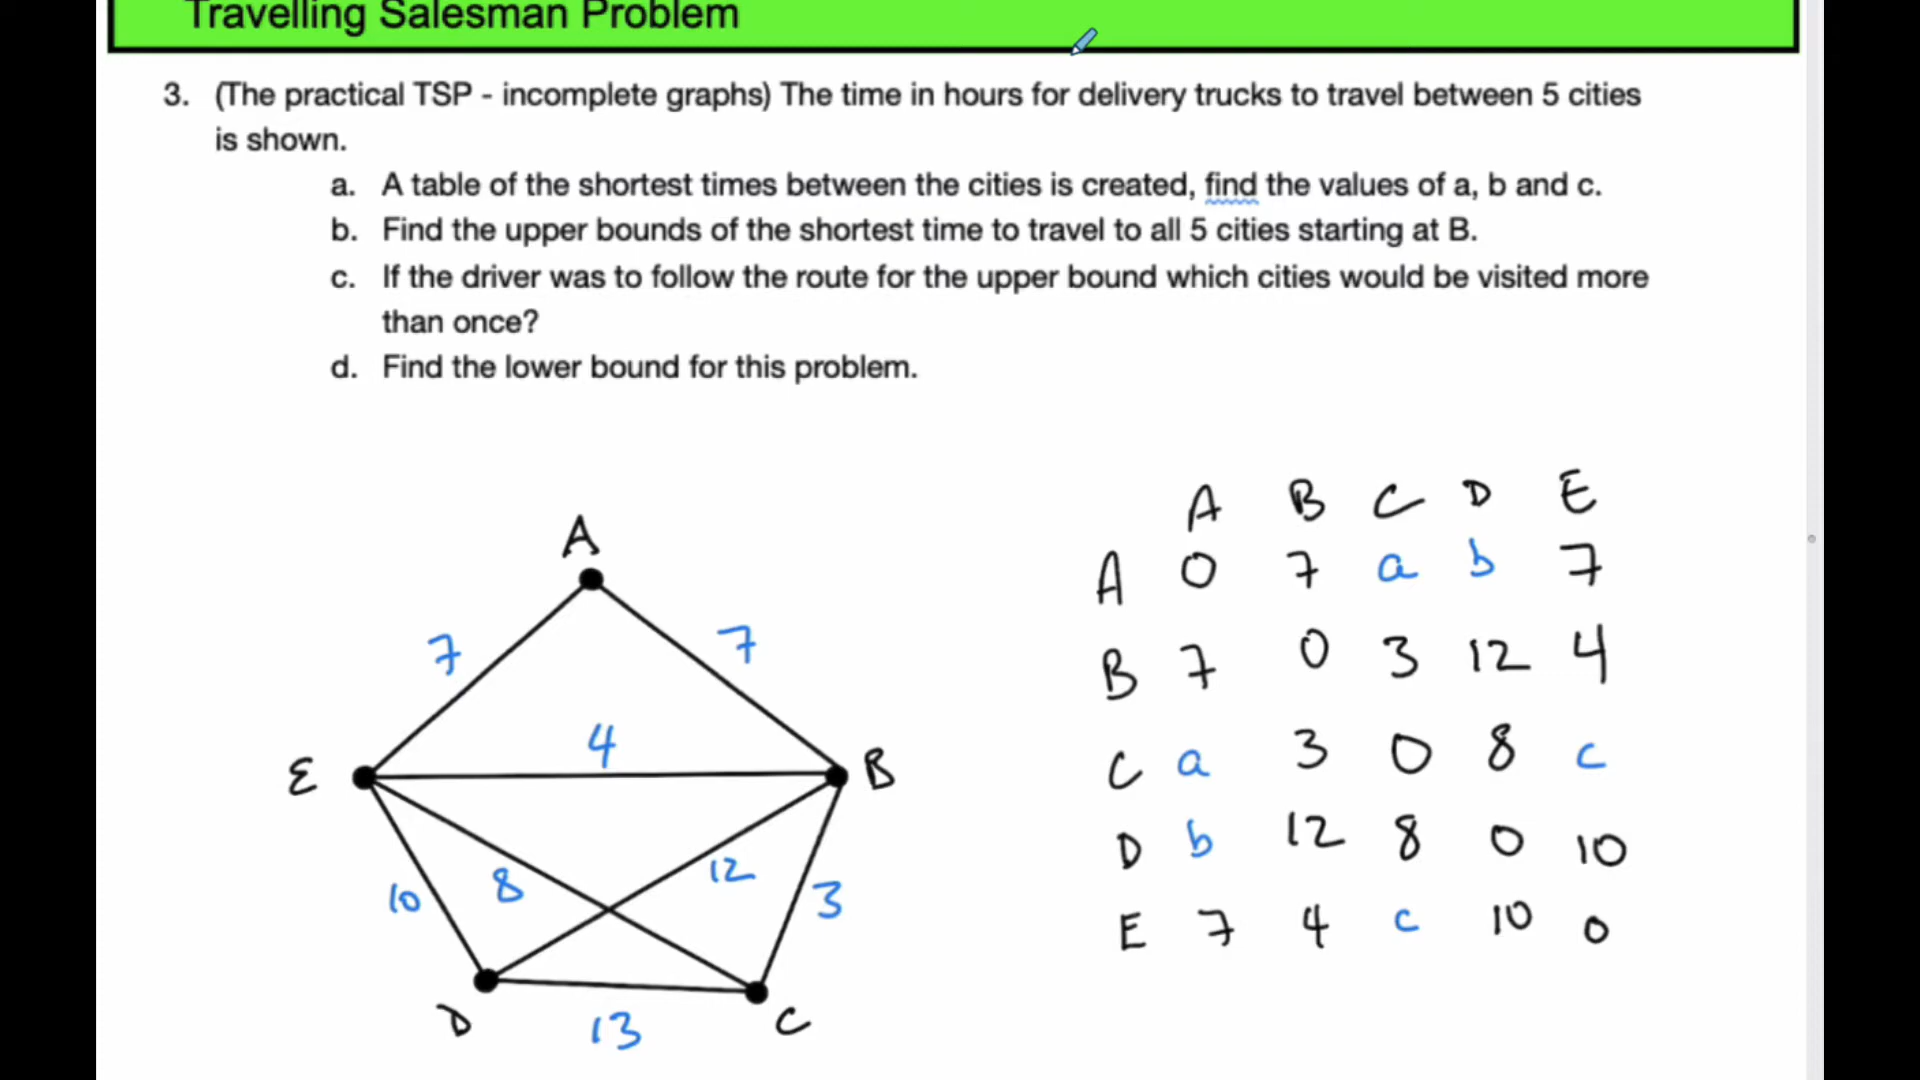 Travelling Salesman Problem
3. (The practical TSP - incomplete graphs) The time in hours for delivery trucks to travel between 5 cities
is shown.
a. A table of the shortest times between the cities is created, find the values of a, b and c.
b. Find the upper bounds of the shortest time to travel to all 5 cities starting at B.
c. If the driver was to follow the route for the upper bound which cities would be visited more
than once?
d. Find the lower bound for this problem.
A
7 7
E 4 B
10 8 12 3
D 13 C
A B C D E
A 0 7 a b 7
B 7 0 3 12 4
C a 3 0 8 c
D b 12 8 0 10
E 7 4 c 10 0